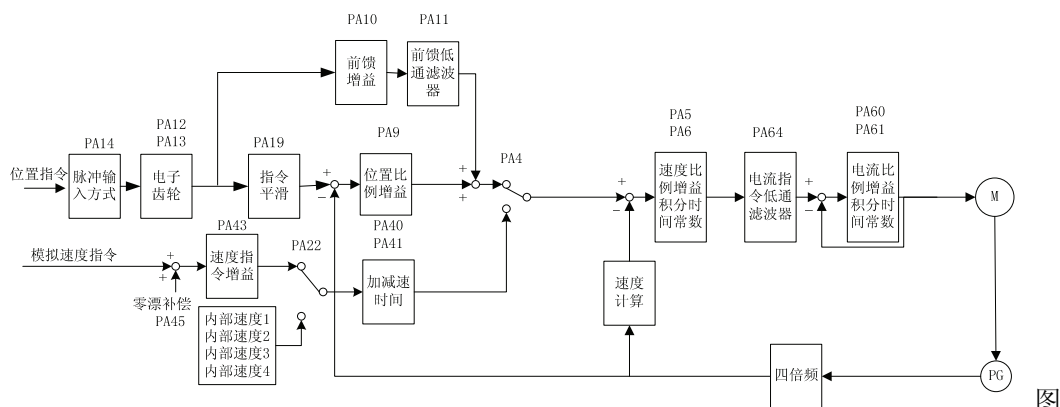 PA10
PA11
前馈
增益
前馈低
通滤波
器
PA14
PA12
PA13
PA19
PA9
PA4
PA5
PA6
PA64
PA60
PA61
位置指令
脉冲输
入方式
电子
齿轮
指令
平滑
+
−
位置比
例增益
+
+
+
−
速度比
例增益
积分时
间常数
电流指
令低通
滤波器
+
−
电流比
例增益
积分时
间常数
M
模拟速度指令
+
+
零漂补偿
PA45
PA43
速度指
令增益
PA22
PA40
PA41
加减速
时间
速度
计算
内部速度1
内部速度2
内部速度3
内部速度4
四倍频
PG
图